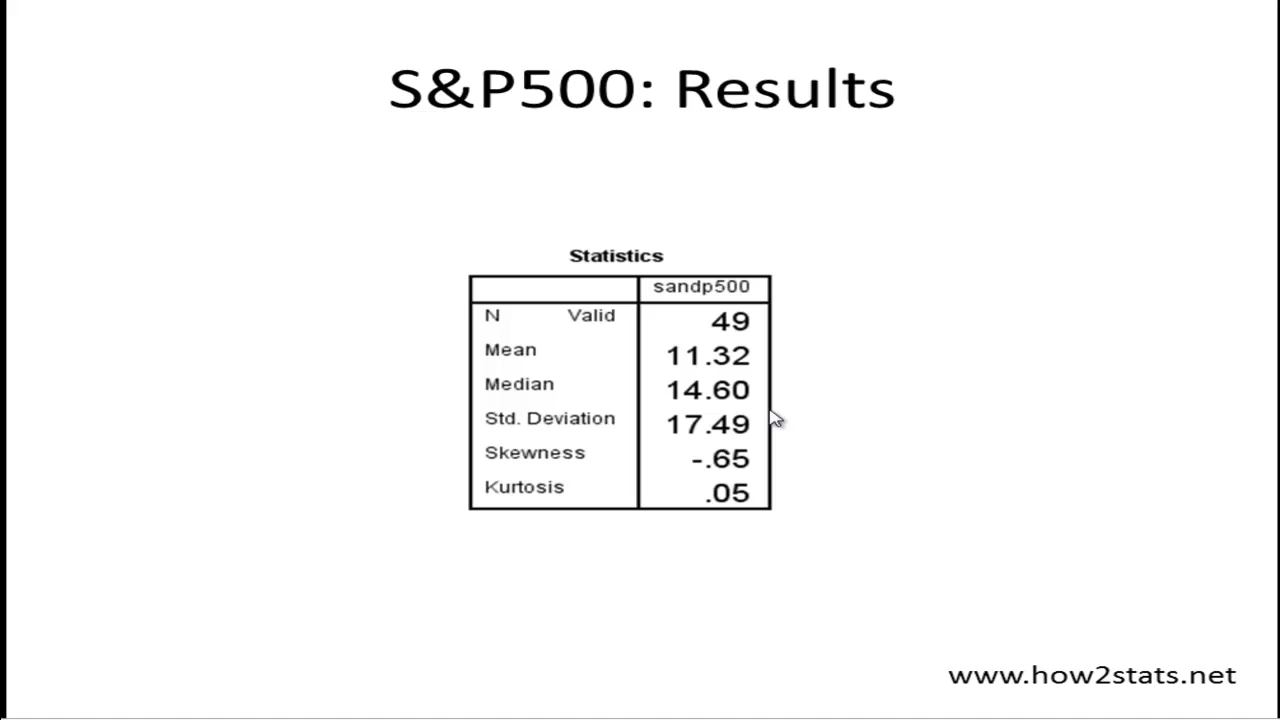 S&P500: Results
Statistics
sandp500
N Valid 49
Mean 11.32
Median 14.60
Std. Deviation 17.49
Skewness -.65
Kurtosis .05
www.how2stats.net